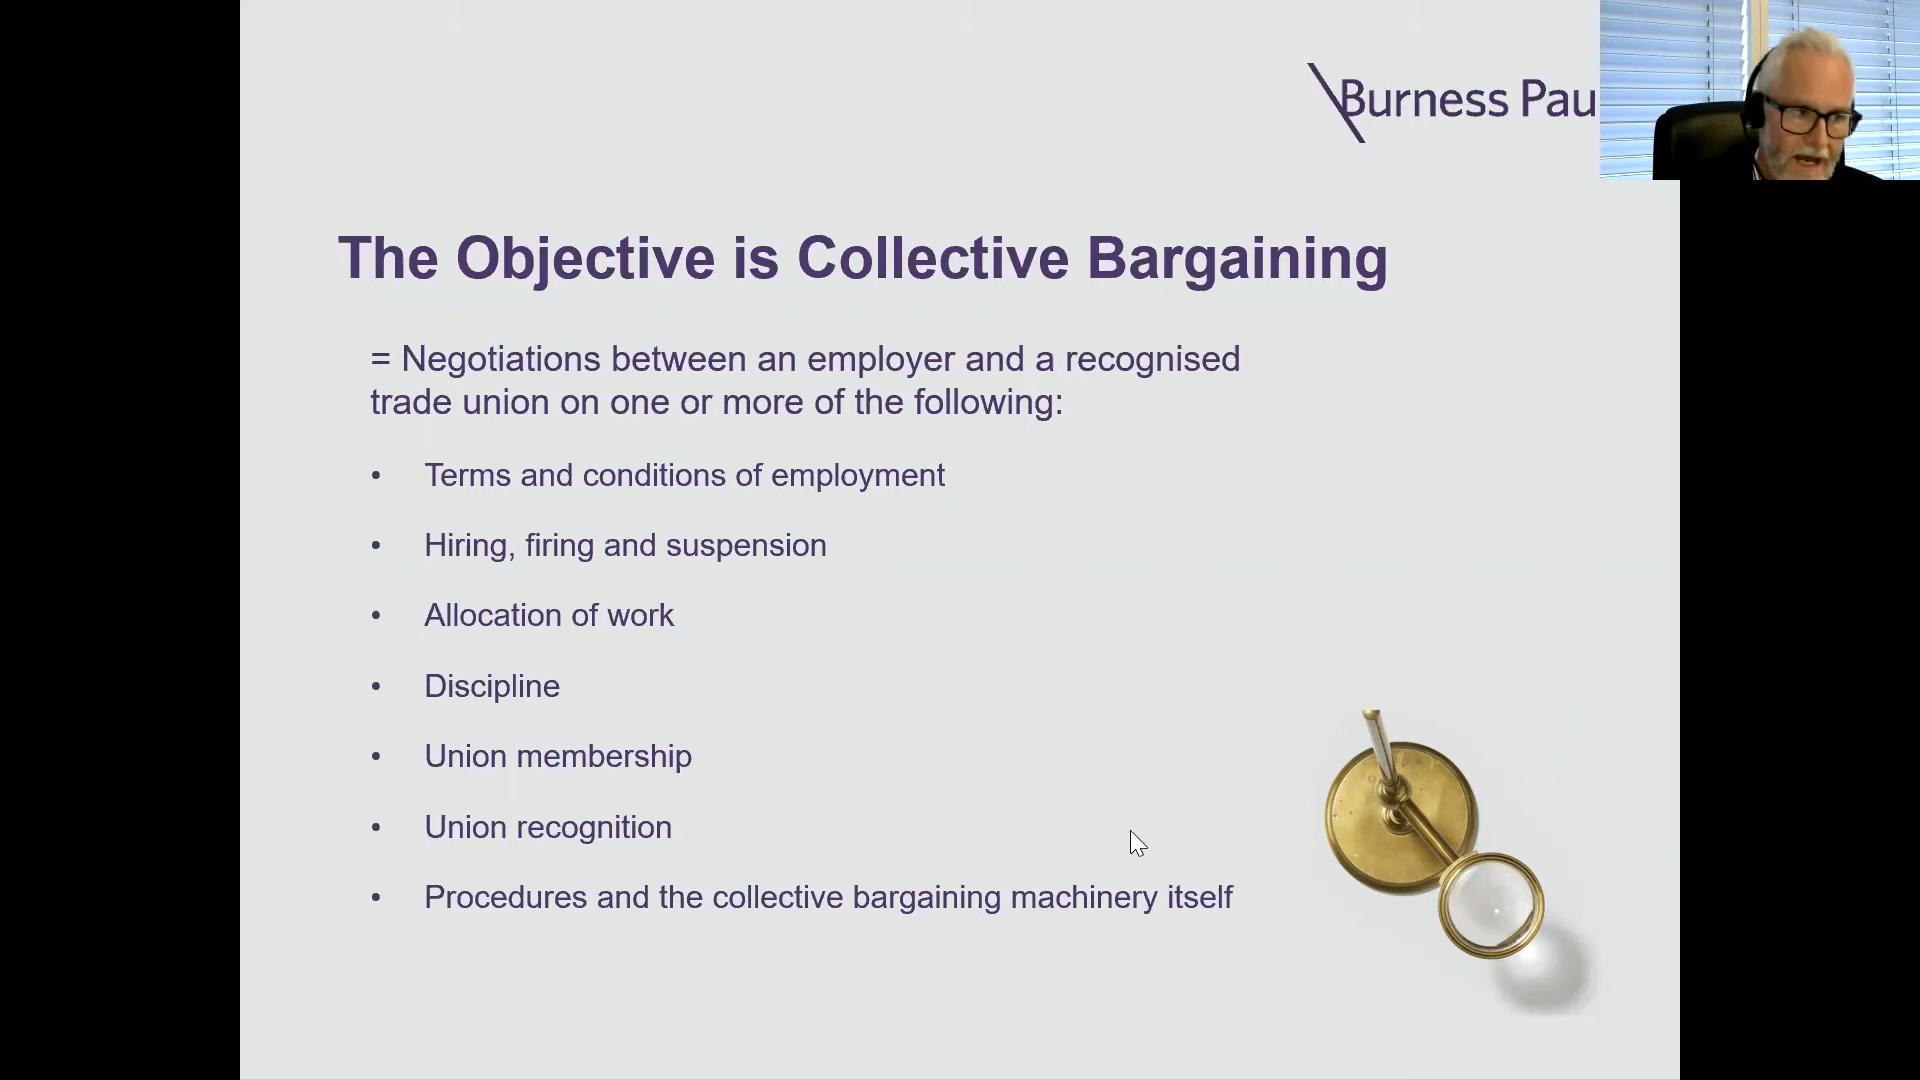 Burness Pau
The Objective is Collective Bargaining
= Negotiations between an employer and a recognised
trade union on one or more of the following:
• Terms and conditions of employment
• Hiring, firing and suspension
• Allocation of work
• Discipline
• Union membership
• Union recognition
• Procedures and the collective bargaining machinery itself